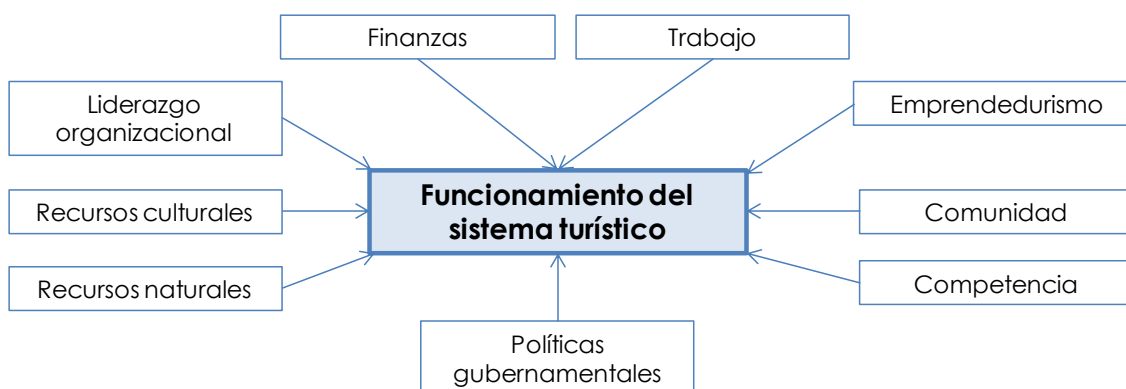 Finanzas
Trabajo
Liderazgo
organizacional
Emprendedurismo
Funcionamiento del
sistema turístico
Recursos culturales
Comunidad
Recursos naturales
Competencia
Políticas
gubernamentales